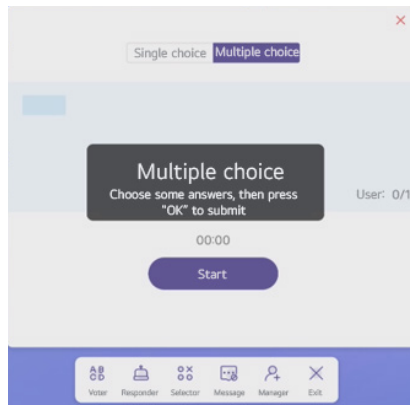 Single choice Multiple choice
Multiple choice
Choose some answers, then press
"OK" to submit
User: 0/1
00:00
Start
Voter Responder Selector Message Manager Exit